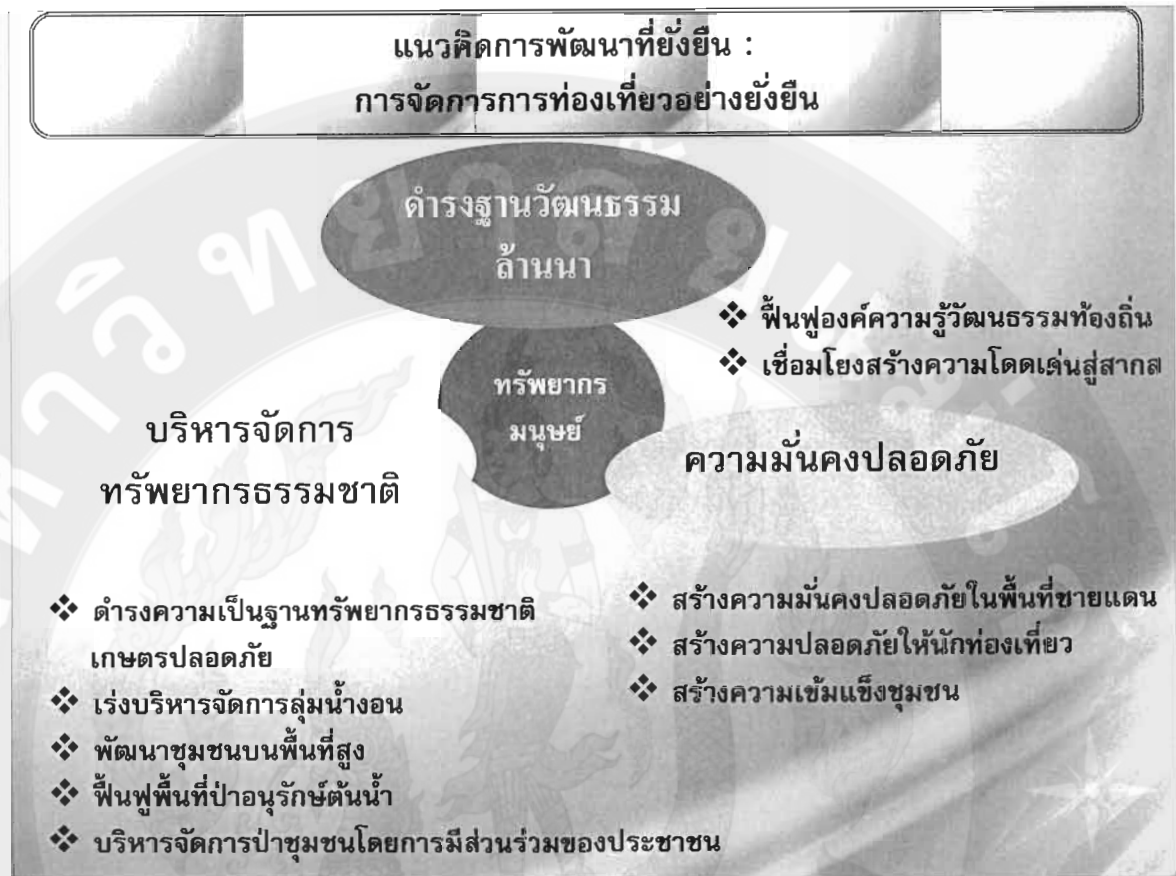 แนวคิดการพัฒนาที่ยั่งยืน :
การจัดการการท่องเที่ยวอย่างยั่งยืน
ดำรงฐานวัฒนธรรม
ล้านนา
❖ ฟื้นฟูองค์ความรู้วัฒนธรรมท้องถิ่น
❖ เชื่อมโยงสร้างความโดดเด่นสู่สากล
ทรัพยากร
มนุษย์
บริหารจัดการ
ทรัพยากรธรรมชาติ
ความมั่นคงปลอดภัย
❖ ดำรงความเป็นฐานทรัพยากรธรรมชาติ
เกษตรปลอดภัย
❖ เร่งบริหารจัดการลุ่มน้ำงอน
❖ พัฒนาชุมชนบนพื้นที่สูง
❖ ฟื้นฟูพื้นที่ป่าอนุรักษ์ต้นน้ำ
❖ บริหารจัดการป่าชุมชนโดยการมีส่วนร่วมของประชาชน
❖ สร้างความมั่นคงปลอดภัยในพื้นที่ชายแดน
❖ สร้างความปลอดภัยให้นักท่องเที่ยว
❖ สร้างความเข้มแข็งชุมชน